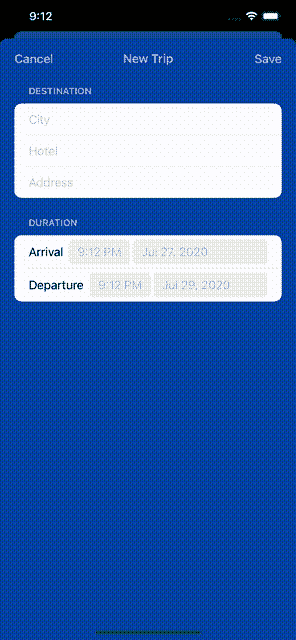 9:12
Cancel New Trip Save
DESTINATION
City
Hotel
Address
DURATION
Arrival 9:12 PM Jul 27, 2020
Departure 9:12 PM Jul 29, 2020